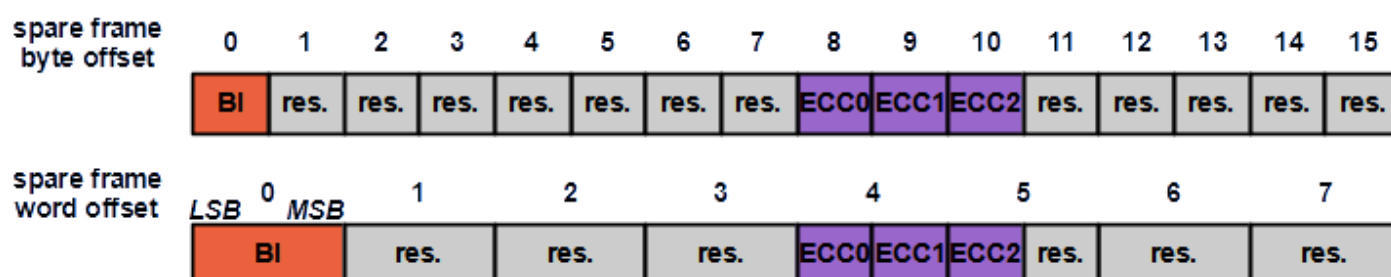 spare frame
byte offset
0 1 2 3 4 5 6 7 8 9 10 11 12 13 14 15
BI res. res. res. res. res. res. res. ECC0 ECC1 ECC2 res. res. res. res. res.
spare frame
word offset
0 1 2 3 4 5 6 7
LSB MSB
BI res. res. res. ECC0 ECC1 ECC2 res. res. res.